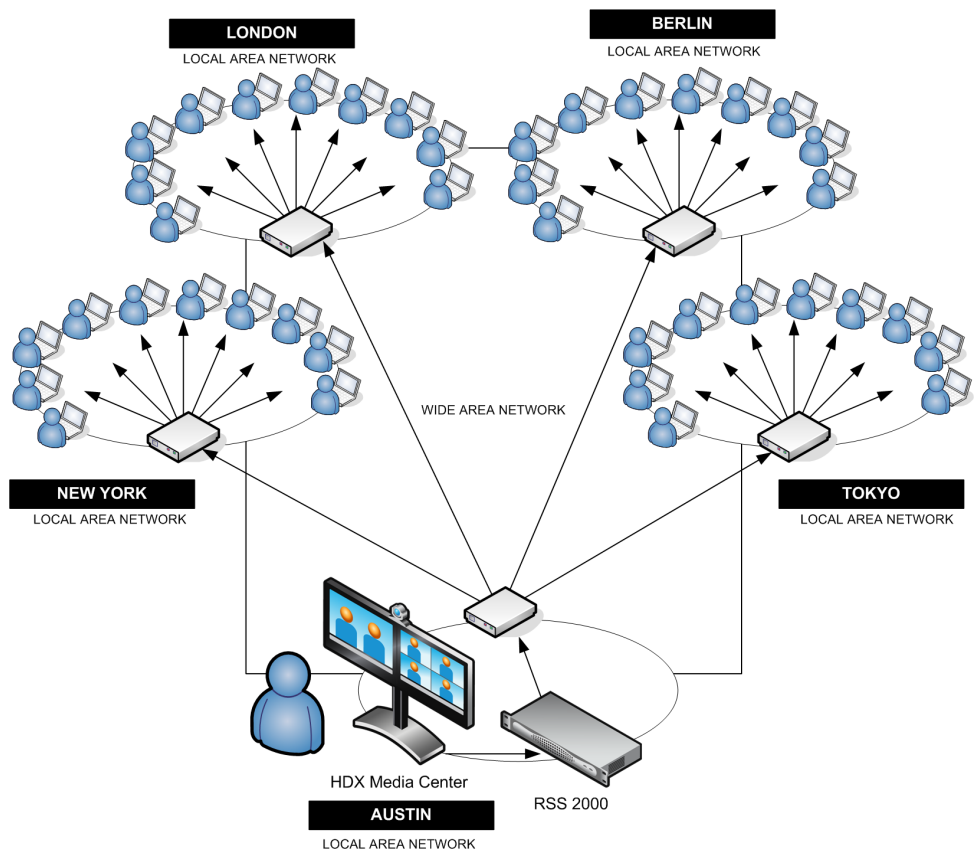 LONDON
LOCAL AREA NETWORK
BERLIN
LOCAL AREA NETWORK
WIDE AREA NETWORK
NEW YORK
LOCAL AREA NETWORK
TOKYO
LOCAL AREA NETWORK
HDX Media Center
RSS 2000
AUSTIN
LOCAL AREA NETWORK